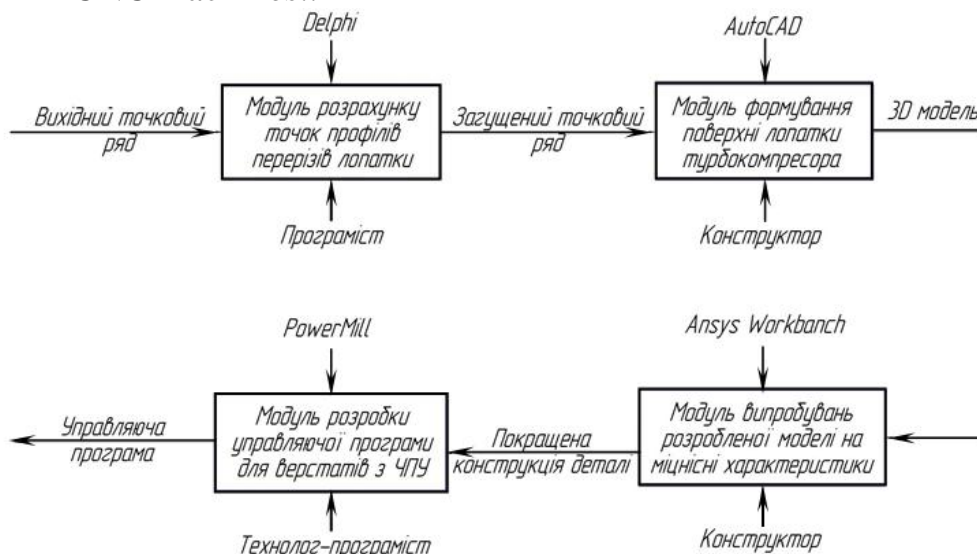 Delphi
AutoCAD
Вихідний точковий
ряд
Модуль розрахунку
точок профілів
перерізів лопатки
Загущений точковий
ряд
Модуль формування
поверхні лопатки
турбокомпресора
3D модель
Програміст
Конструктор
PowerMill
Ansys Workbanch
Управляюча
програма
Модуль розробки
управляючої програми
для верстатів з ЧПУ
Покращена
конструкція деталі
Модуль випробувань
розробленої моделі на
міцнісні характеристики
Технолог-програміст
Конструктор